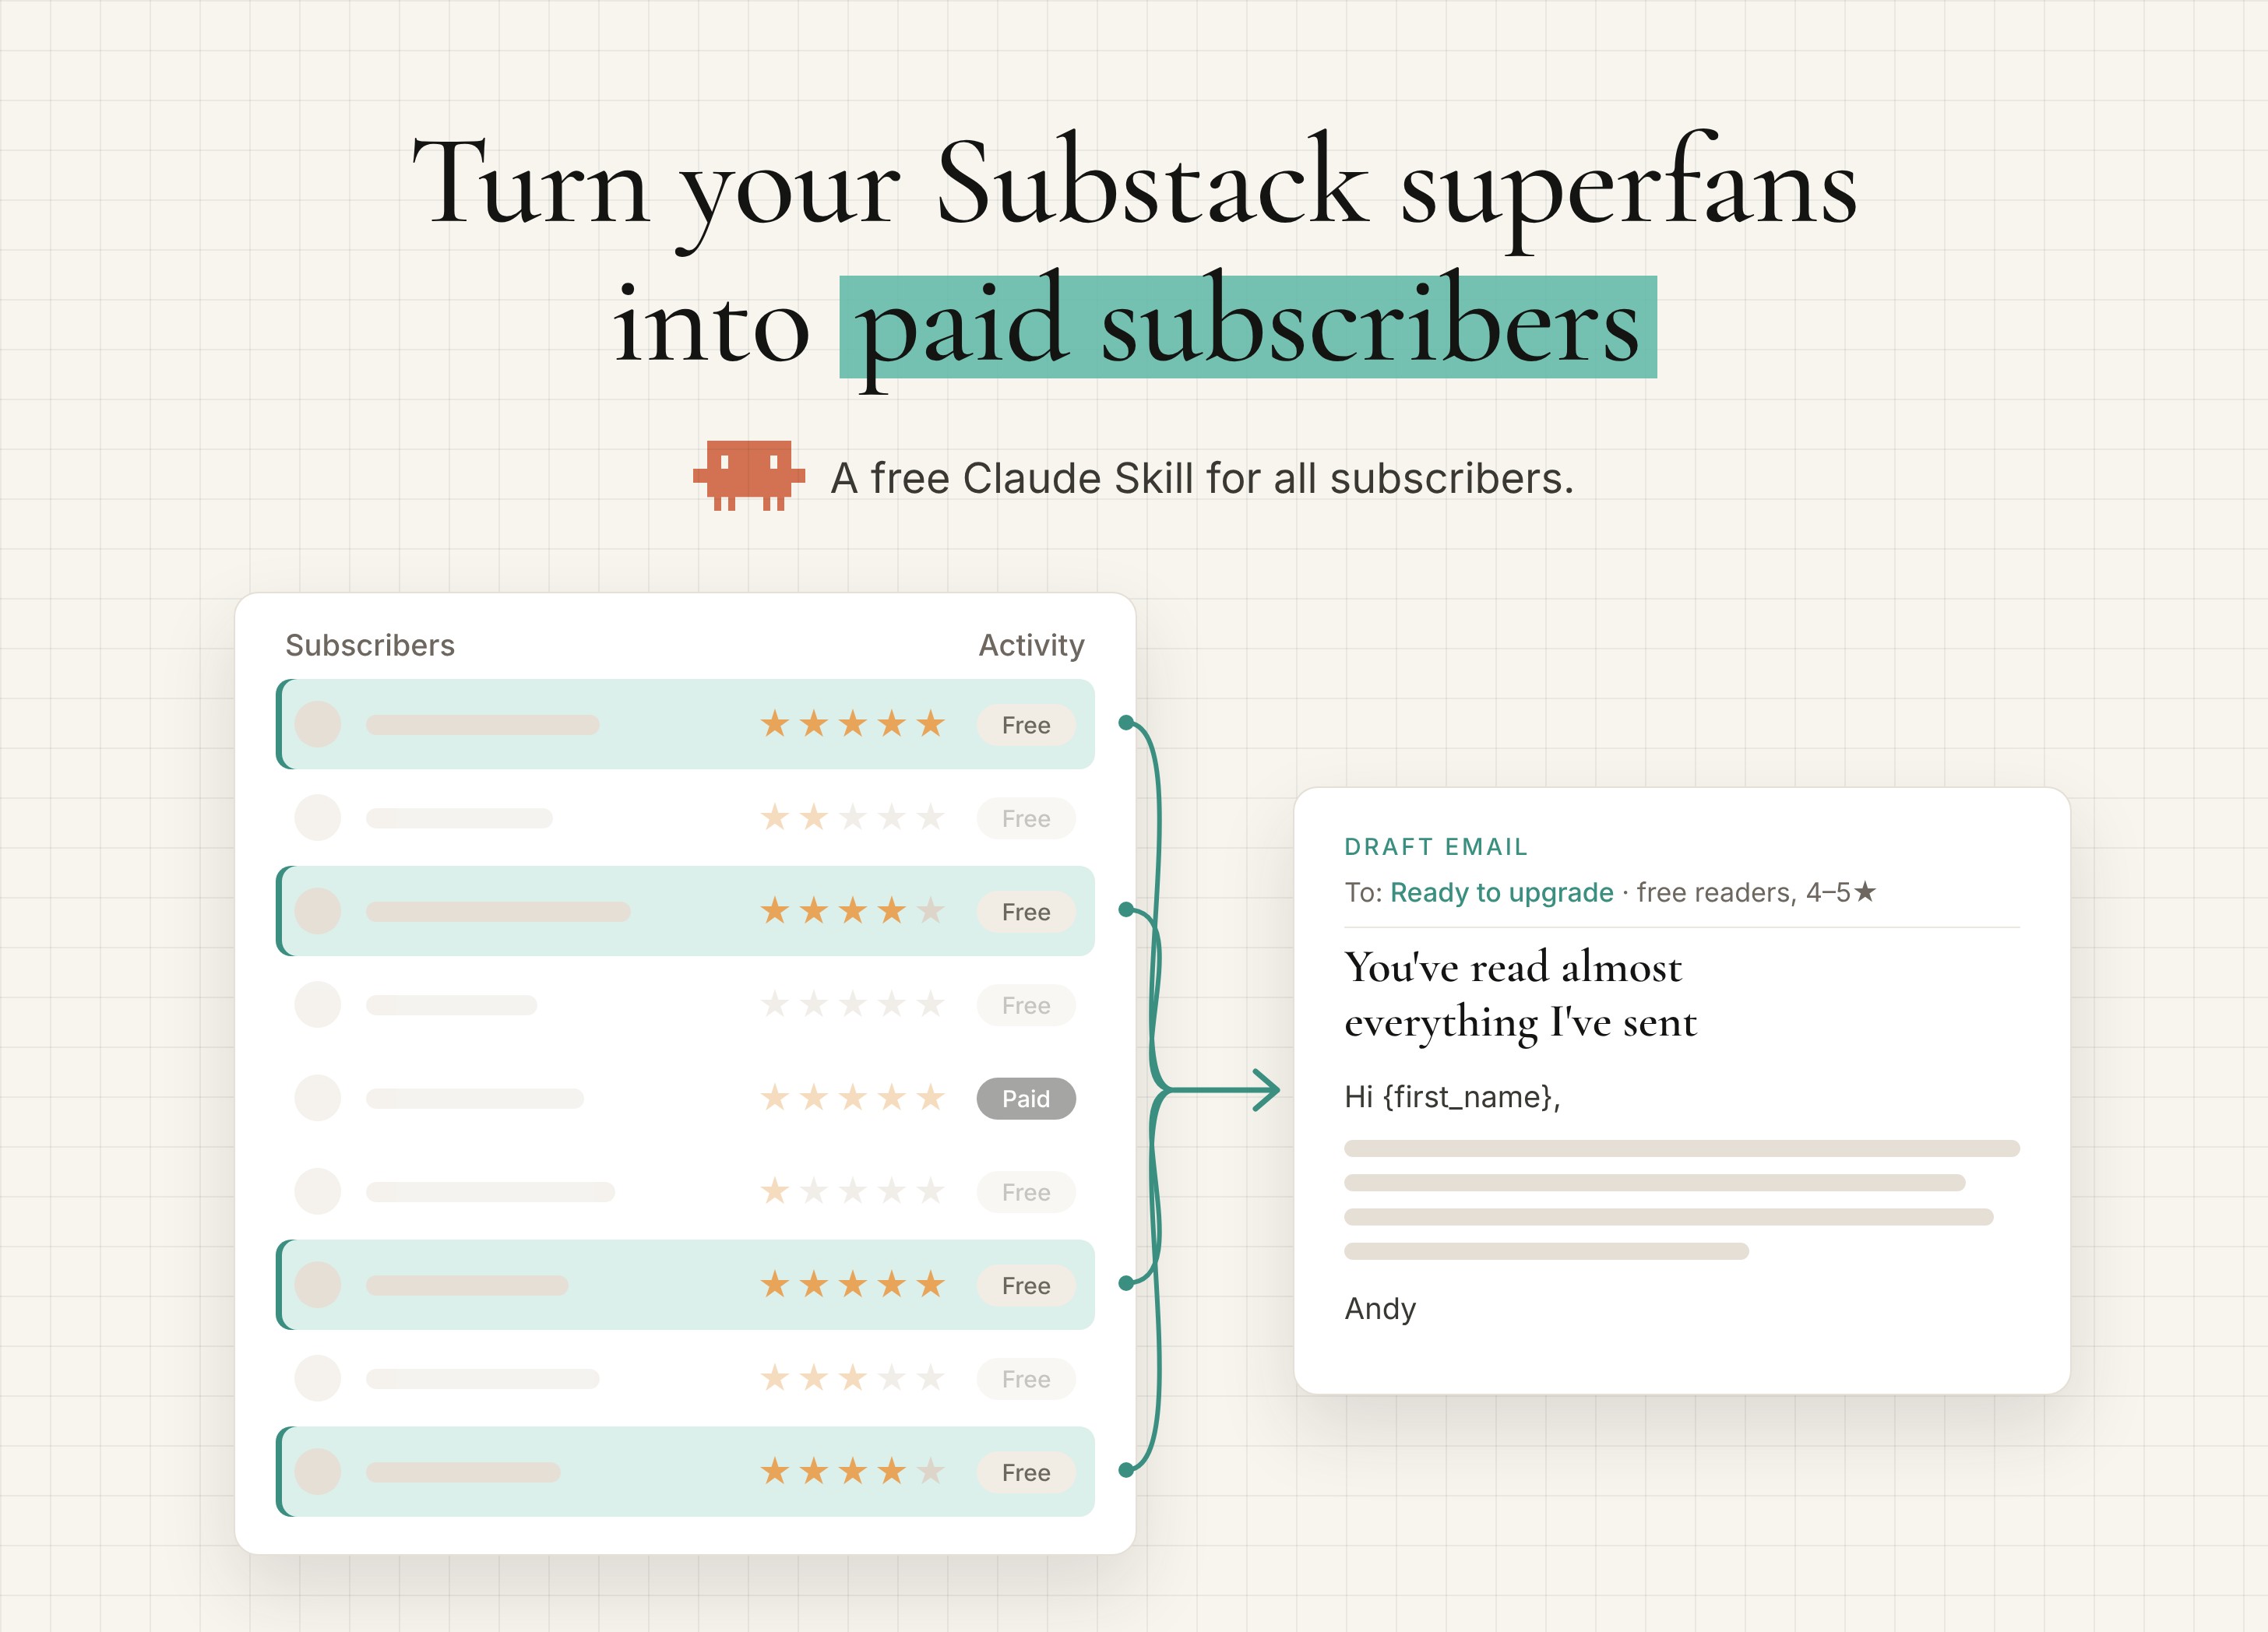 Turn your Substack superfans
into paid subscribers
A free Claude Skill for all subscribers.
Subscribers Activity
★★★★★ Free
★★★★★ Free
★★★★★ Free
★★★★★ Free
★★★★★ Paid
★★★★★ Free
★★★★★ Free
★★★★★ Free
★★★★★ Free
DRAFT EMAIL
To: Ready to upgrade · free readers, 4–5★
You've read almost
everything I've sent
Hi {first_name},
Andy